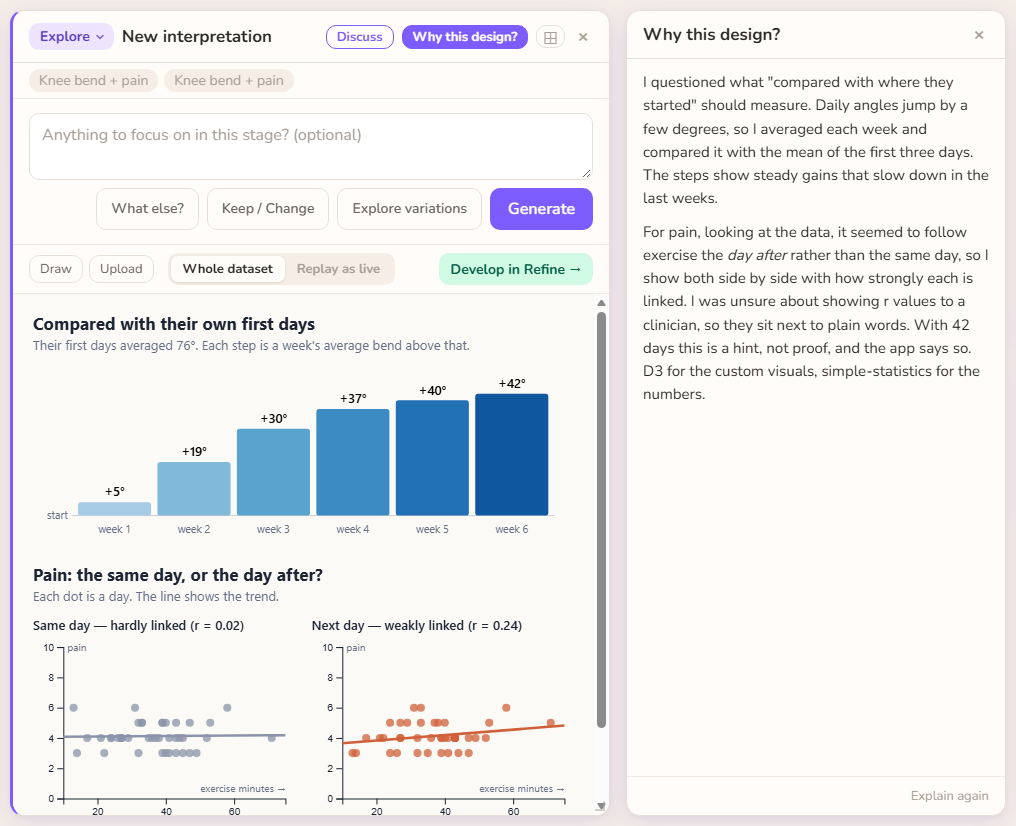 Explore
New interpretation
Discuss
Why this design?
Knee bend + pain
Knee bend + pain
Anything to focus on in this stage? (optional)
What else?
Keep / Change
Explore variations
Generate
Draw
Upload
Whole dataset
Replay as live
Develop in Refine →
Compared with their own first days
Their first days averaged 76°. Each step is a week's average bend above that.
+5°
+19°
+30°
+37°
+40°
+42°
start
week 1
week 2
week 3
week 4
week 5
week 6
Pain: the same day, or the day after?
Each dot is a day. The line shows the trend.
Same day — hardly linked (r = 0.02)
10
pain
8
6
4
2
0
exercise minutes →
20
40
60
Next day — weakly linked (r = 0.24)
10
pain
8
6
4
2
0
exercise minutes →
20
40
60
Why this design?
I questioned what "compared with where they
started" should measure. Daily angles jump by a
few degrees, so I averaged each week and
compared it with the mean of the first three days.
The steps show steady gains that slow down in the
last weeks.
For pain, looking at the data, it seemed to follow
exercise the day after rather than the same day, so I
show both side by side with how strongly each is
linked. I was unsure about showing r values to a
clinician, so they sit next to plain words. With 42
days this is a hint, not proof, and the app says so.
D3 for the custom visuals, simple-statistics for the
numbers.
Explain again